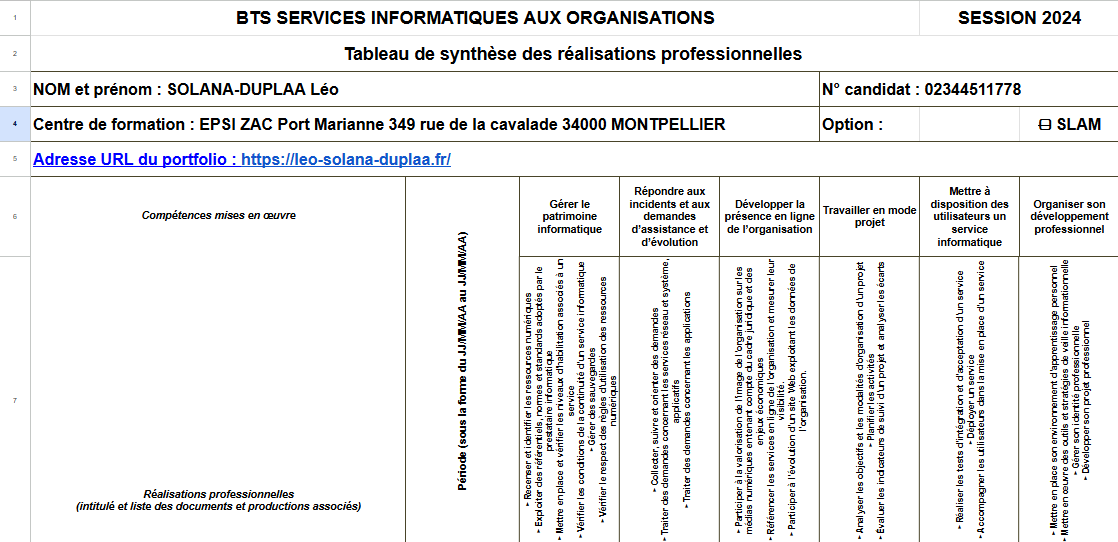 1
BTS SERVICES INFORMATIQUES AUX ORGANISATIONS
SESSION 2024
2
Tableau de synthèse des réalisations professionnelles
3
NOM et prénom : SOLANA-DUPLAA Léo
N° candidat : 02344511778
4
Centre de formation : EPSI ZAC Port Marianne 349 rue de la cavalade 34000 MONTPELLIER
Option :
SLAM
5
Adresse URL du portfolio : https://leo-solana-duplaa.fr/
6
Compétences mises en œuvre
Période (sous la forme du JJ/MM/AA au JJ/MM/AA)
Gérer le
patrimoine
informatique
Répondre aux
incidents et aux
demandes
d'assistance et
d'évolution
Développer la
présence en ligne
de l'organisation
Travailler en mode
projet
Mettre à
disposition des
utilisateurs un
service
informatique
Organiser son
développement
professionnel
7
Réalisations professionnelles
(intitulé et liste des documents et productions associés)
‣ Recenser et identifier les ressources numériques
‣ Exploiter des référentiels, normes et standards adoptés par le
prestataire informatique
‣ Mettre en place et vérifier les niveaux d'habilitation associés à un
service
‣ Vérifier les conditions de la continuité d'un service informatique
‣ Gérer des sauvegardes
‣ Vérifier le respect des règles d'utilisation des ressources
numériques
‣ Collecter, suivre et orienter des demandes
‣ Traiter des demandes concernant les services réseau et système,
applicatifs
‣ Traiter des demandes concernant les applications
‣ Participer à la valorisation de l'image de l'organisation sur les
médias numériques en tenant compte du cadre juridique et des
enjeux économiques
‣ Référencer les services en ligne de l'organisation et mesurer leur
visibilité.
‣ Participer à l'évolution d'un site Web exploitant les données de
l'organisation.
‣ Analyser les objectifs et les modalités d'organisation d'un projet
‣ Planifier les activités
‣ Évaluer les indicateurs de suivi d'un projet et analyser les écarts
‣ Réaliser les tests d'intégration et d'acceptation d'un service
‣ Déployer un service
‣ Accompagner les utilisateurs dans la mise en place d'un service
‣ Mettre en place son environnement d'apprentissage personnel
‣ Mettre en œuvre des outils et stratégies de veille informationnelle
‣ Gérer son identité professionnelle
‣ Développer son projet professionnel